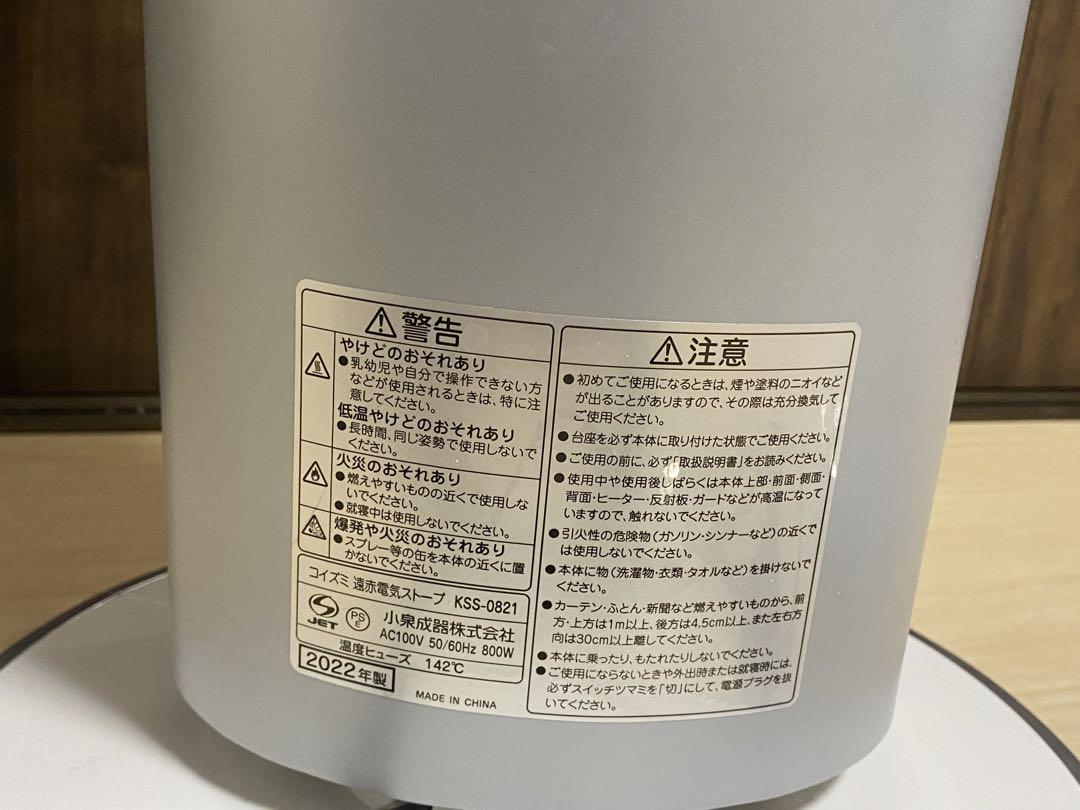 警告
やけどのおそれあり
●乳幼児や自分で操作できない方
などが使用されるときは、特に注
意してください。
低温やけどのおそれあり
●長時間、同じ姿勢で使用しないで
ください。
火災のおそれあり
●燃えやすいものの近くで使用しな
いでください。
●就寝中は使用しないでください。
爆発や火災のおそれあり
●スプレー等の缶を本体の近くに置
かないでください。
コイズミ 遠赤電気ストーブ KSS-0821
JET
PS
E
小泉成器株式会社
AC100V 50/60Hz 800W
温度ヒューズ 142℃
2022年製
MADE IN CHINA
注意
●初めてご使用になるときは、煙や塗料のニオイなど
が出ることがありますので、その際は充分換気して
ご使用ください。
●台座を必ず本体に取り付けた状態でご使用ください。
●ご使用の前に、必ず「取扱説明書」をお読みください。
●使用中や使用後しばらくは本体上部・前面・側面・
背面・ヒーター・反射板・ガードなどが高温になって
いますので、触れないでください。
●引火性の危険物(ガソリン・シンナーなど)の近くで
は使用しないでください。
●本体に物(洗濯物・衣類・タオルなど)を掛けないで
ください。
●カーテン・ふとん・新聞など燃えやすいものから、前
方・上方は1m以上、後方は4.5cm以上、また左右方
向は30cm以上離してください。
●本体に乗ったり、もたれたりしないでください。
●ご使用にならないときや外出時または就寝時には、
必ずスイッチツマミを「切」にして、電源プラグを抜
いてください。